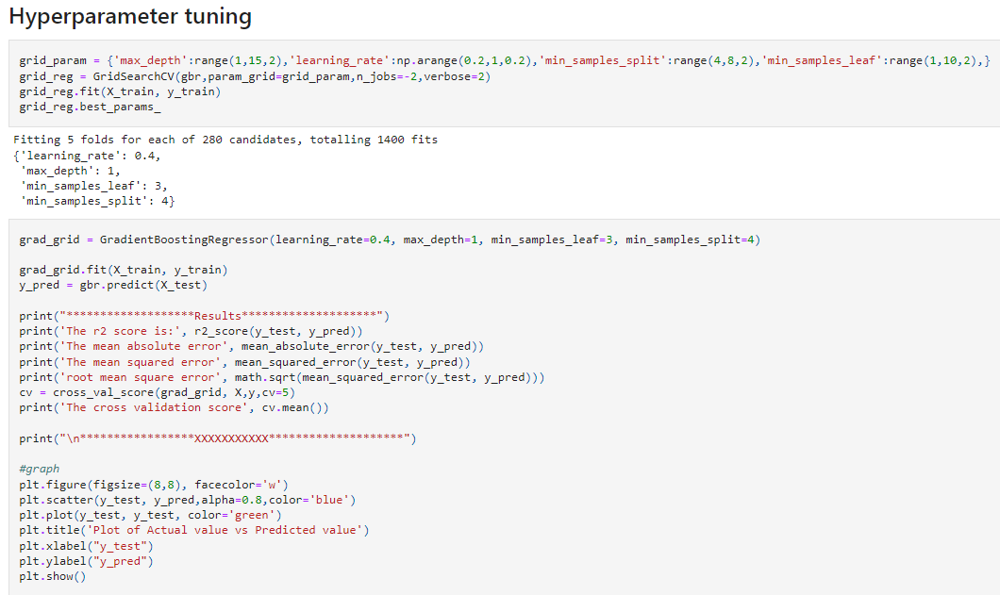 Hyperparameter tuning
grid_param = {'max_depth':range(1,15,2),'learning_rate':np.arange(0.2,1,0.2),'min_samples_split':range(4,8,2),'min_samples_leaf':range(1,10,2),}
grid_reg = GridSearchCV(gbr,param_grid=grid_param,n_jobs=-2,verbose=2)
grid_reg.fit(X_train, y_train)
grid_reg.best_params_
Fitting 5 folds for each of 280 candidates, totalling 1400 fits
{'learning_rate': 0.4,
'max_depth': 1,
'min_samples_leaf': 3,
'min_samples_split': 4}
grad_grid = GradientBoostingRegressor(learning_rate=0.4, max_depth=1, min_samples_leaf=3, min_samples_split=4)
grad_grid.fit(X_train, y_train)
y_pred = gbr.predict(X_test)
print("*******************Results********************")
print('The r2 score is:', r2_score(y_test, y_pred))
print('The mean absolute error', mean_absolute_error(y_test, y_pred))
print('The mean squared error', mean_squared_error(y_test, y_pred))
print('root mean square error', math.sqrt(mean_squared_error(y_test, y_pred)))
cv = cross_val_score(grad_grid, X,y,cv=5)
print('The cross validation score', cv.mean())
print("\n*****************XXXXXXXXXXX********************")
#graph
plt.figure(figsize=(8,8), facecolor='w')
plt.scatter(y_test, y_pred,alpha=0.8,color='blue')
plt.plot(y_test, y_test, color='green')
plt.title('Plot of Actual value vs Predicted value')
plt.xlabel("y_test")
plt.ylabel("y_pred")
plt.show()